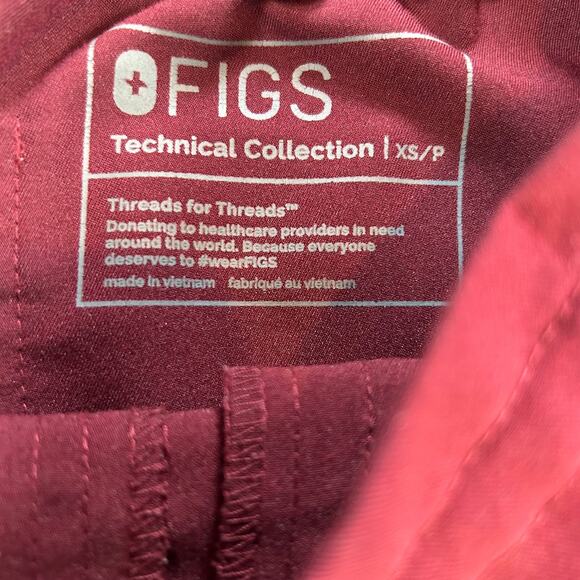 FIGS
Technical Collection | XS/P
Threads for Threads™
Donating to healthcare providers in need
around the world. Because everyone
deserves to #wearFIGS
made in vietnam fabriqué au vietnam